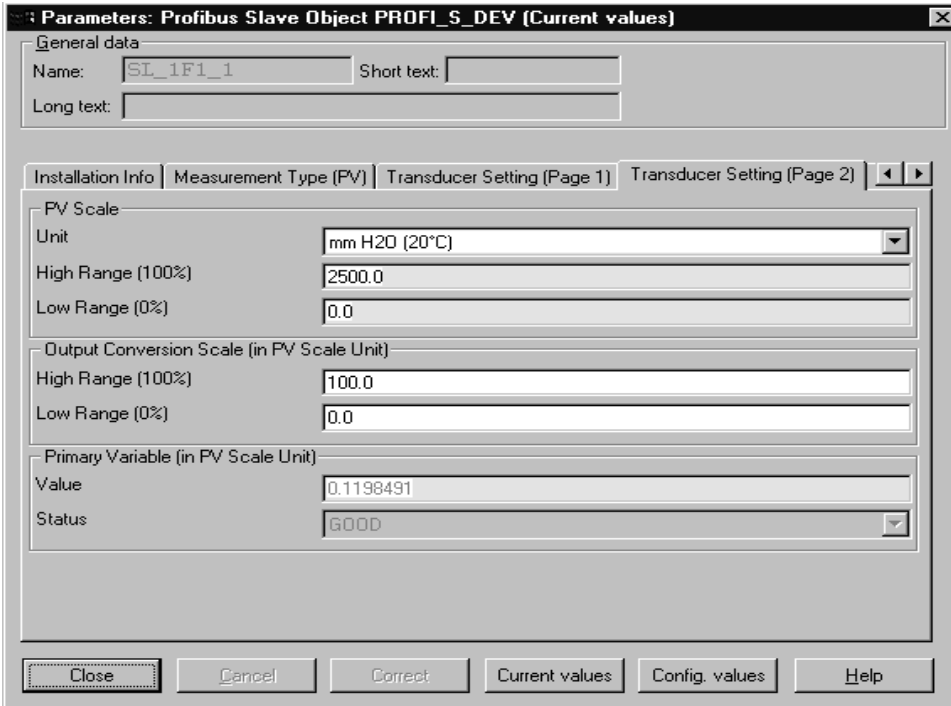 Parameters: Profibus Slave Object PROFI_S_DEV (Current values)
General data
Name: SL_1F1_1 Short text:
Long text:
Installation Info Measurement Type (PV) Transducer Setting (Page 1) Transducer Setting (Page 2)
PV Scale
Unit mm H2O (20°C)
High Range (100%) 2500.0
Low Range (0%) 0.0
Output Conversion Scale (in PV Scale Unit)
High Range (100%) 100.0
Low Range (0%) 0.0
Primary Variable (in PV Scale Unit)
Value 0.1198491
Status GOOD
Close Cancel Correct Current values Config. values Help